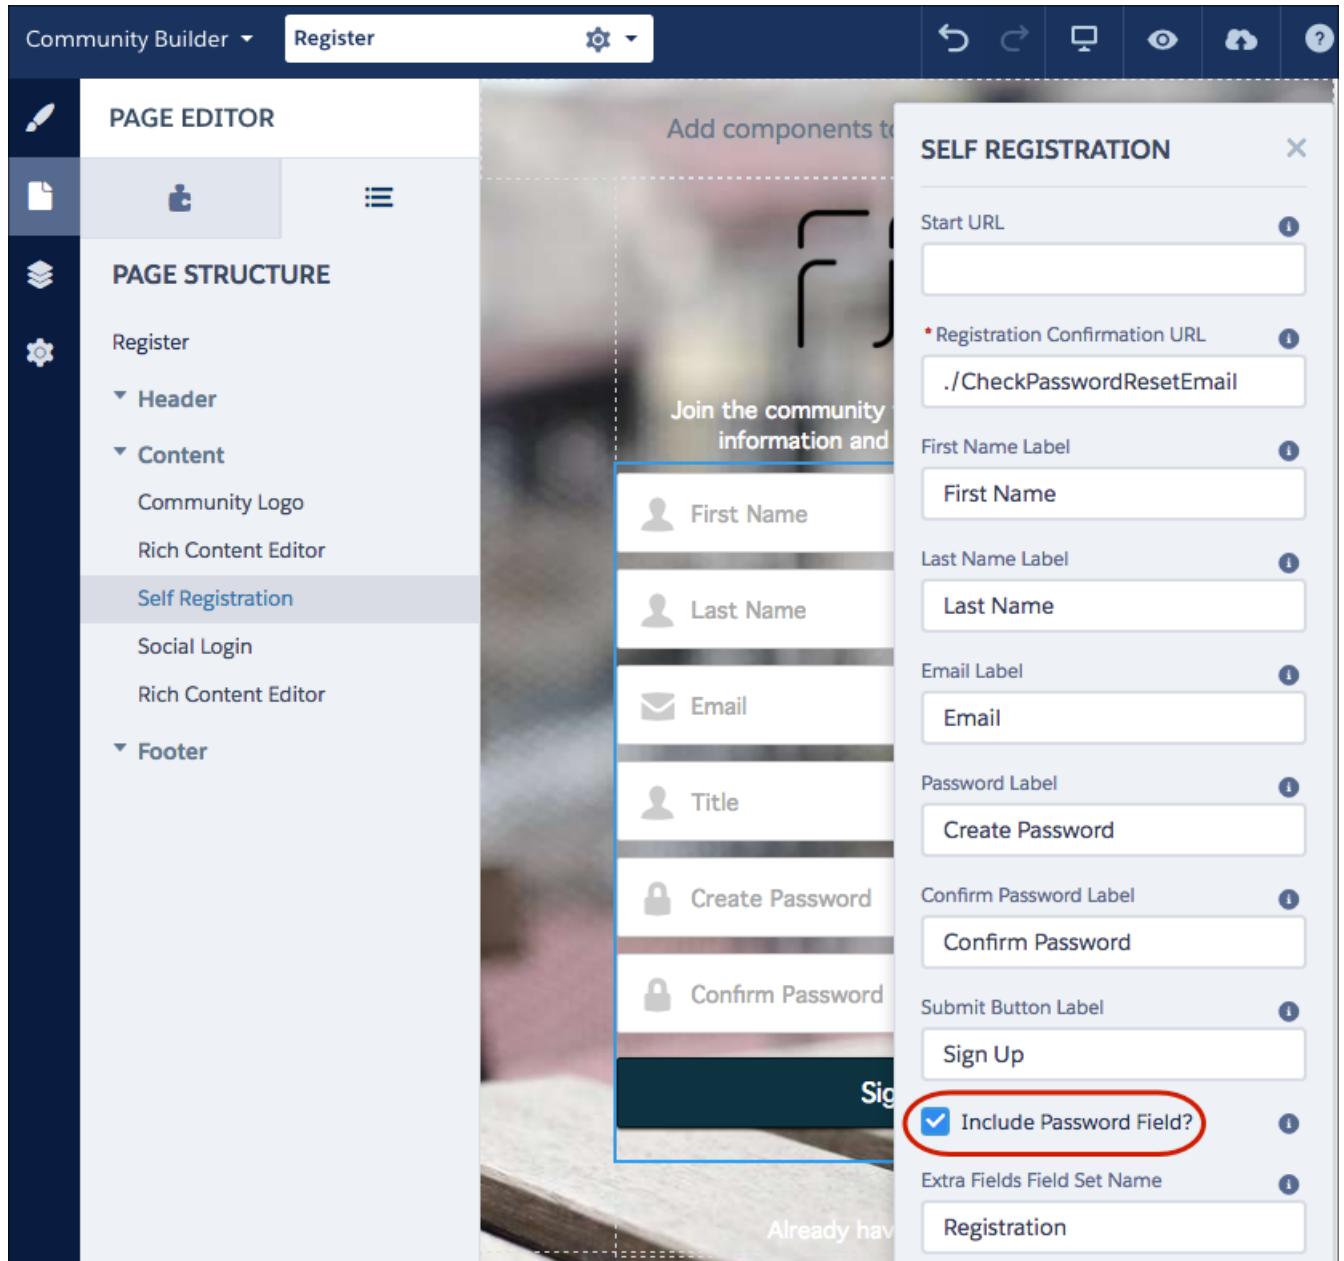 Community Builder
Register
?
PAGE EDITOR
PAGE STRUCTURE
Register
Header
Content
Community Logo
Rich Content Editor
Self Registration
Social Login
Rich Content Editor
Footer
Add components to
Join the community
information and
First Name
Last Name
Email
Title
Create Password
Confirm Password
Sig
Already hav
SELF REGISTRATION
Start URL
* Registration Confirmation URL
./CheckPasswordResetEmail
First Name Label
First Name
Last Name Label
Last Name
Email Label
Email
Password Label
Create Password
Confirm Password Label
Confirm Password
Submit Button Label
Sign Up
Include Password Field?
Extra Fields Field Set Name
Registration